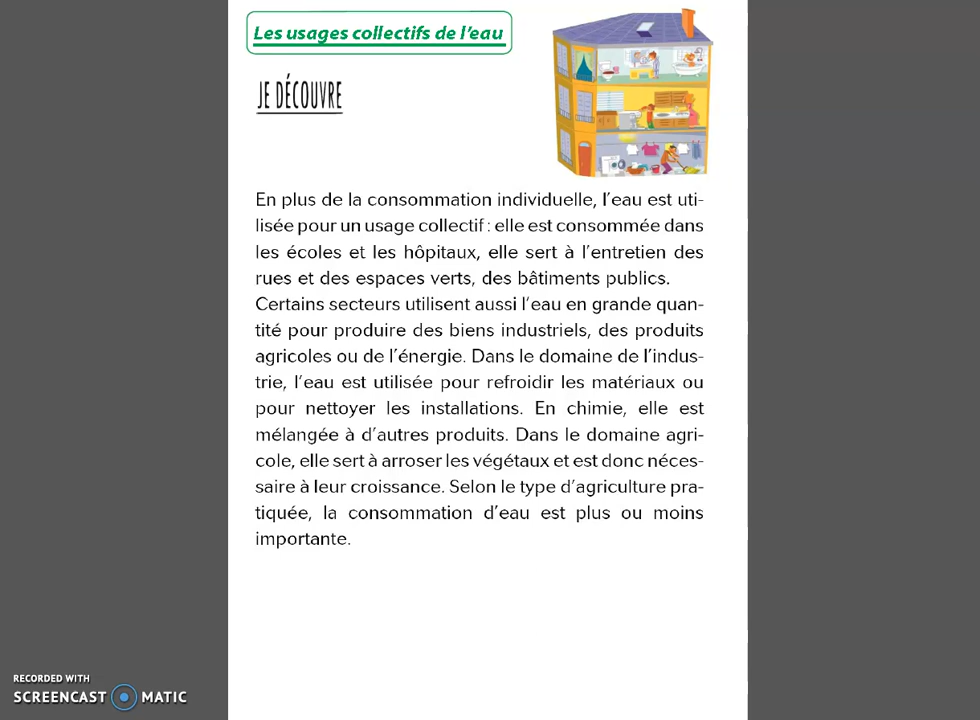 Les usages collectifs de l'eau
JE DÉCOUVRE
En plus de la consommation individuelle, l'eau est uti-
lisée pour un usage collectif : elle est consommée dans
les écoles et les hôpitaux, elle sert à l'entretien des
rues et des espaces verts, des bâtiments publics.
Certains secteurs utilisent aussi l'eau en grande quan-
tité pour produire des biens industriels, des produits
agricoles ou de l'énergie. Dans le domaine de l'indus-
trie, l'eau est utilisée pour refroidir les matériaux ou
pour nettoyer les installations. En chimie, elle est
mélangée à d'autres produits. Dans le domaine agri-
cole, elle sert à arroser les végétaux et est donc néces-
saire à leur croissance. Selon le type d'agriculture pra-
tiquée, la consommation d'eau est plus ou moins
importante.
RECORDED WITH
SCREENCAST MATIC